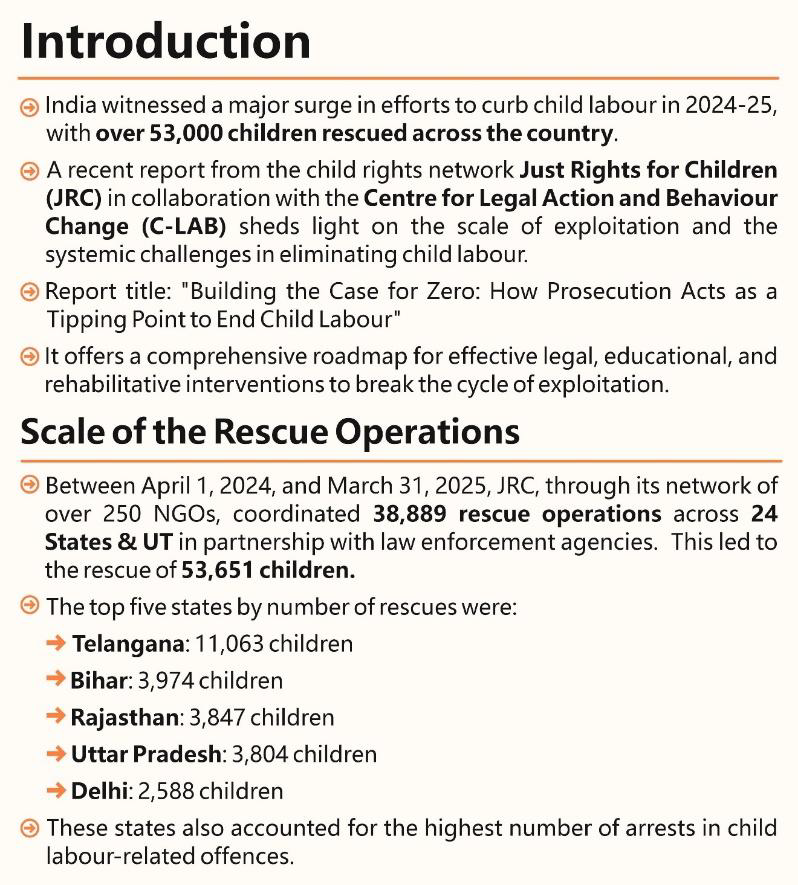 Introduction
India witnessed a major surge in efforts to curb child labour in 2024-25,
with over 53,000 children rescued across the country.
A recent report from the child rights network Just Rights for Children
(JRC) in collaboration with the Centre for Legal Action and Behaviour
Change (C-LAB) sheds light on the scale of exploitation and the
systemic challenges in eliminating child labour.
Report title: "Building the Case for Zero: How Prosecution Acts as a
Tipping Point to End Child Labour"
It offers a comprehensive roadmap for effective legal, educational, and
rehabilitative interventions to break the cycle of exploitation.
Scale of the Rescue Operations
Between April 1, 2024, and March 31, 2025, JRC, through its network of
over 250 NGOs, coordinated 38,889 rescue operations across 24
States & UT in partnership with law enforcement agencies. This led to
the rescue of 53,651 children.
The top five states by number of rescues were:
Telangana: 11,063 children
Bihar: 3,974 children
Rajasthan: 3,847 children
Uttar Pradesh: 3,804 children
Delhi: 2,588 children
These states also accounted for the highest number of arrests in child
labour-related offences.